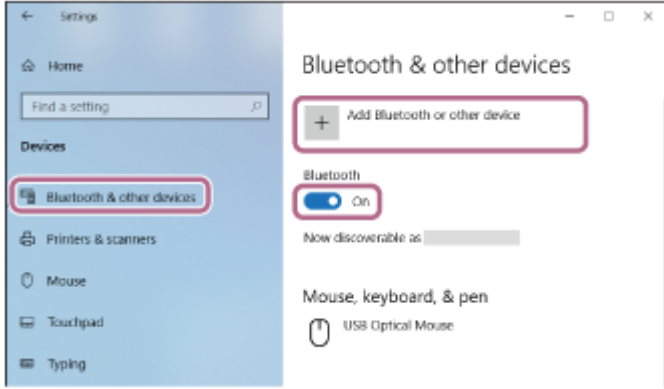 Settings
Home
Find a setting
Devices
Bluetooth & other devices
Printers & scanners
Mouse
Touchpad
Typing
Bluetooth & other devices
Add Bluetooth or other device
Bluetooth
On
Now discoverable as
Mouse, keyboard, & pen
USB Optical Mouse